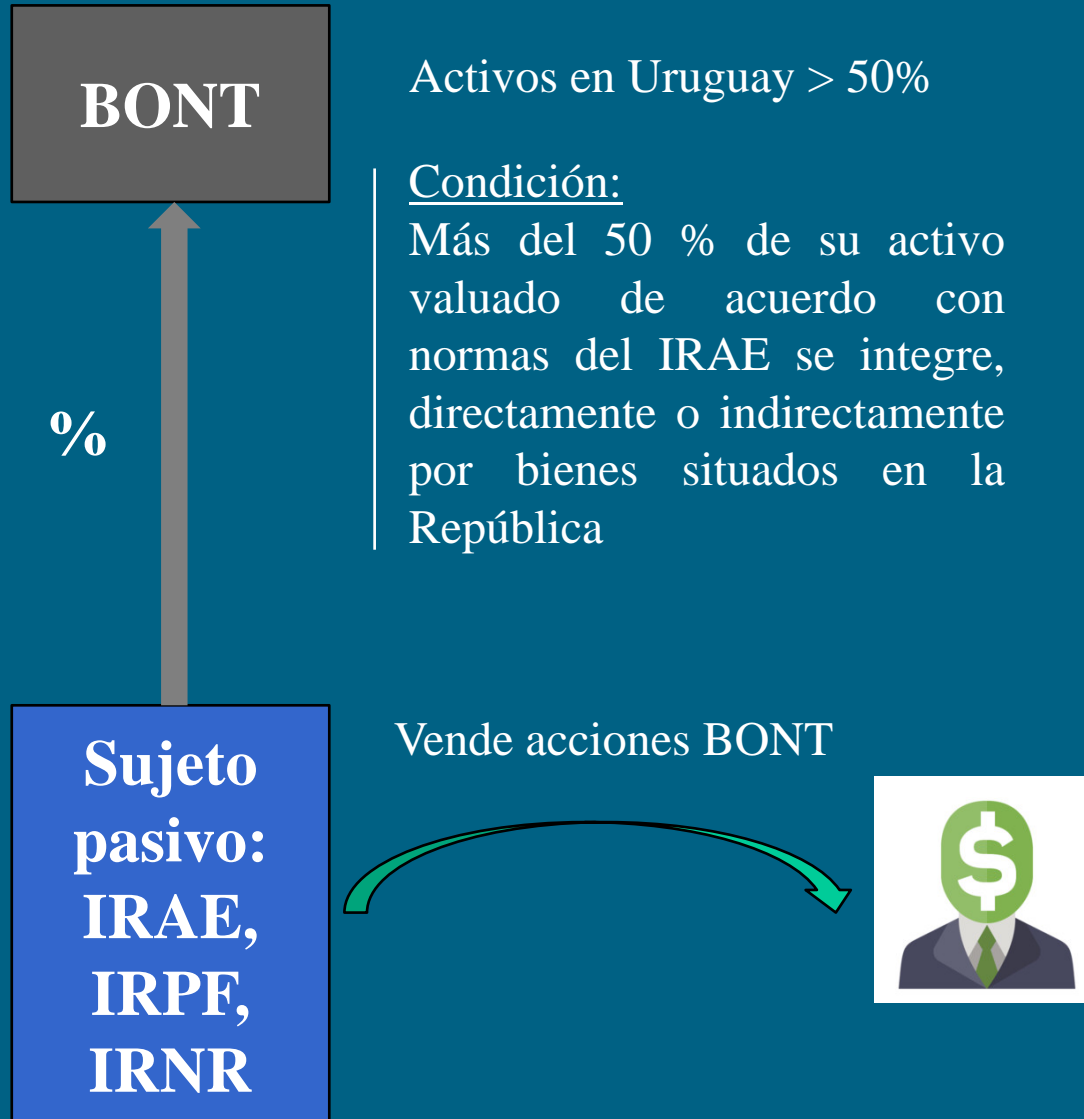 BONT
Activos en Uruguay > 50%
Condición:
Más del 50 % de su activo
valuado de acuerdo con
normas del IRAE se integre,
directamente o indirectamente
por bienes situados en la
República
%
Sujeto
pasivo:
IRAE,
IRPF,
IRNR
Vende acciones BONT
$